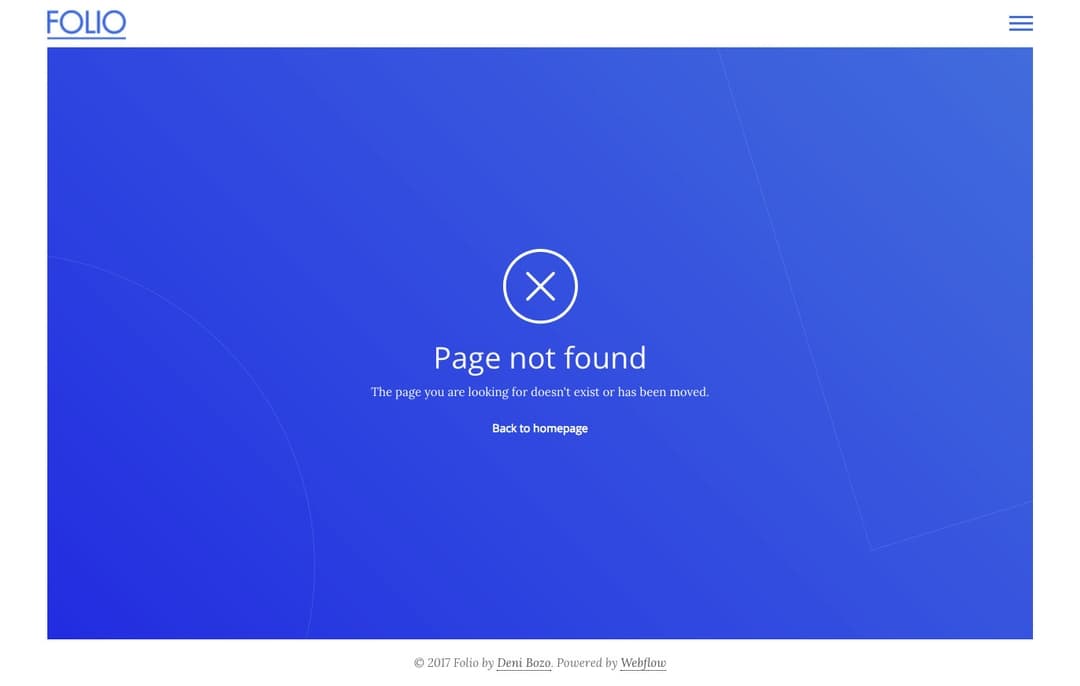 FOLIO
Page not found
The page you are looking for doesn't exist or has been moved.
Back to homepage
© 2017 Folio by Deni Bozo. Powered by Webflow